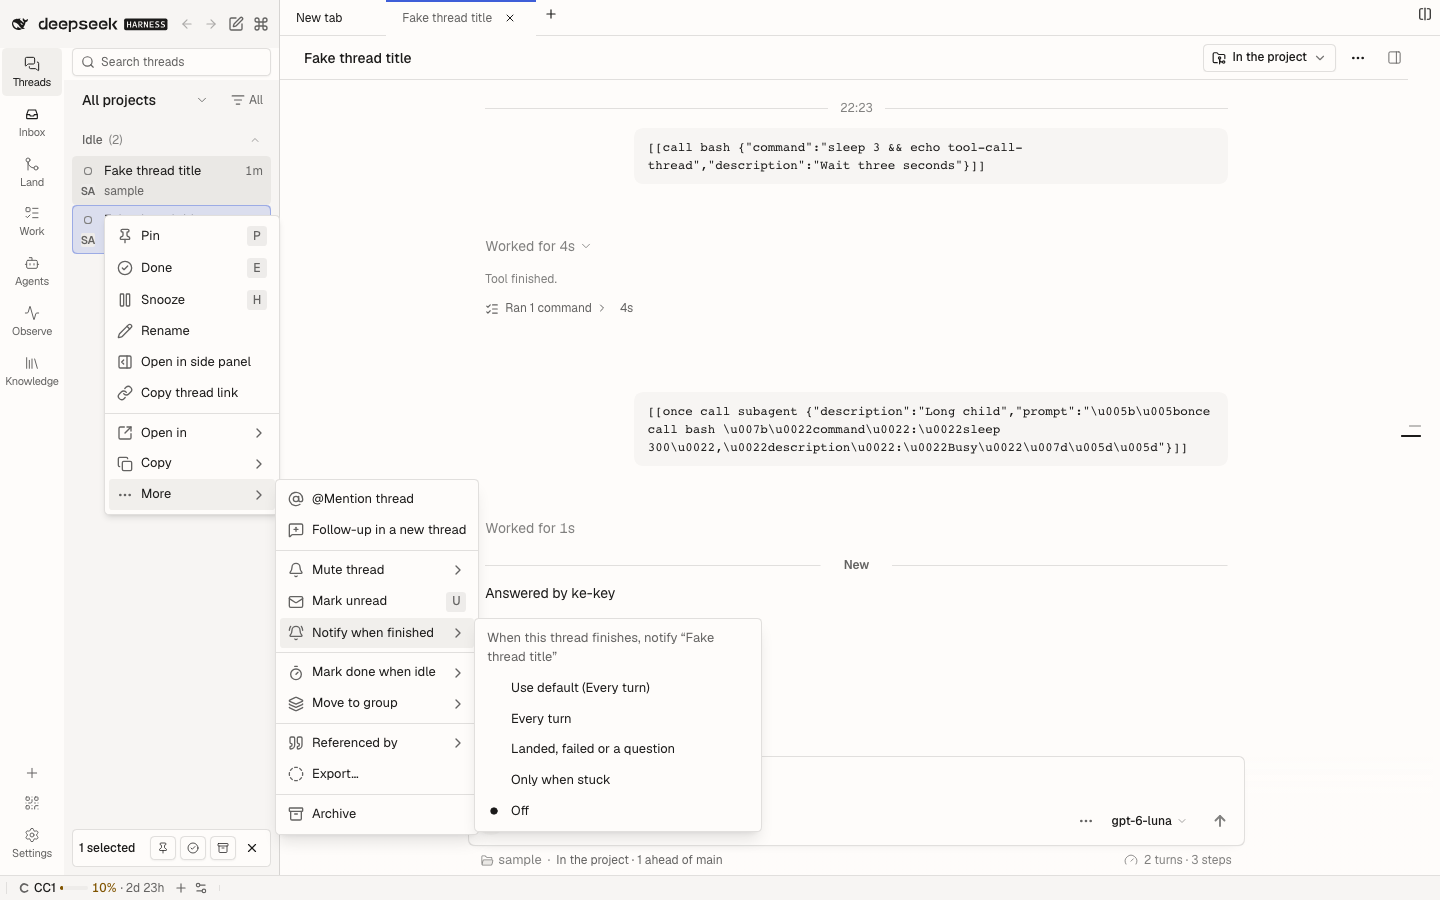 deepseek HARNESS
New tab
Fake thread title
Search threads
Threads
Inbox
Land
Work
Agents
Observe
Knowledge
Settings
All projects
All
Idle (2)
Fake thread title 1m
SA sample
SA
Pin P
Done E
Snooze H
Rename
Open in side panel
Copy thread link
Open in
Copy
More
@Mention thread
Follow-up in a new thread
Mute thread
Mark unread U
Notify when finished
Mark done when idle
Move to group
Referenced by
Export...
Archive
When this thread finishes, notify “Fake
thread title”
Use default (Every turn)
Every turn
Landed, failed or a question
Only when stuck
Off
Fake thread title
In the project
22:23
[[call bash {"command":"sleep 3 && echo tool-call-
thread","description":"Wait three seconds"}]]
Worked for 4s
Tool finished.
Ran 1 command 4s
[[once call subagent {"description":"Long child","prompt":"\u005b\u005bonce
call bash \u007b\u0022command\u0022:\u0022sleep
300\u0022,\u0022description\u0022:\u0022Busy\u0022\u007d\u005d\u005d"}]]
Worked for 1s
New
Answered by ke-key
gpt-6-luna
sample · In the project · 1 ahead of main
2 turns · 3 steps
1 selected
C CC1 10% · 2d 23h